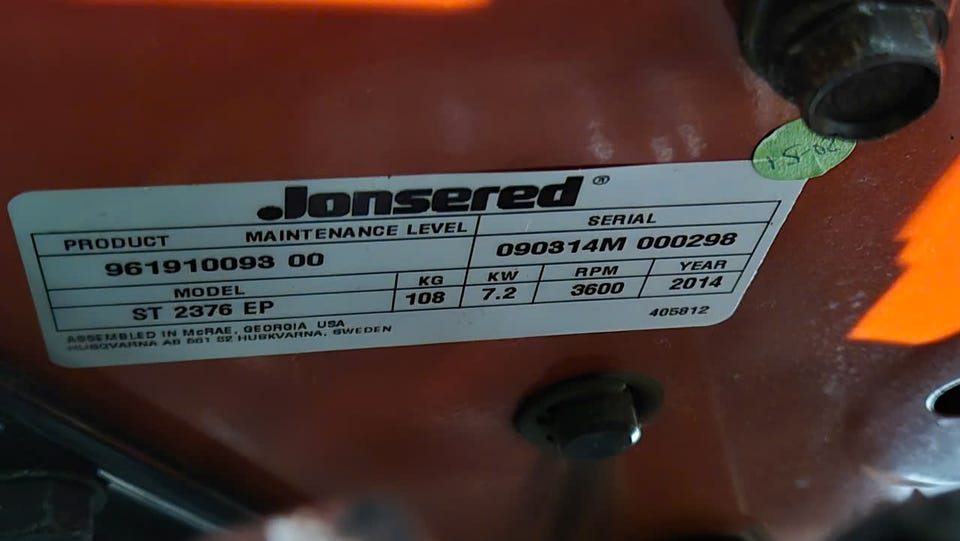 Jonsered ®
PRODUCT MAINTENANCE LEVEL SERIAL
961910093 00 090314M 000298
MODEL KG KW RPM YEAR
ST 2376 EP 108 7.2 3600 2014
ASSEMBLED IN McRAE, GEORGIA USA 405812
HUSQVARNA AB 561 82 HUSKVARNA, SWEDEN